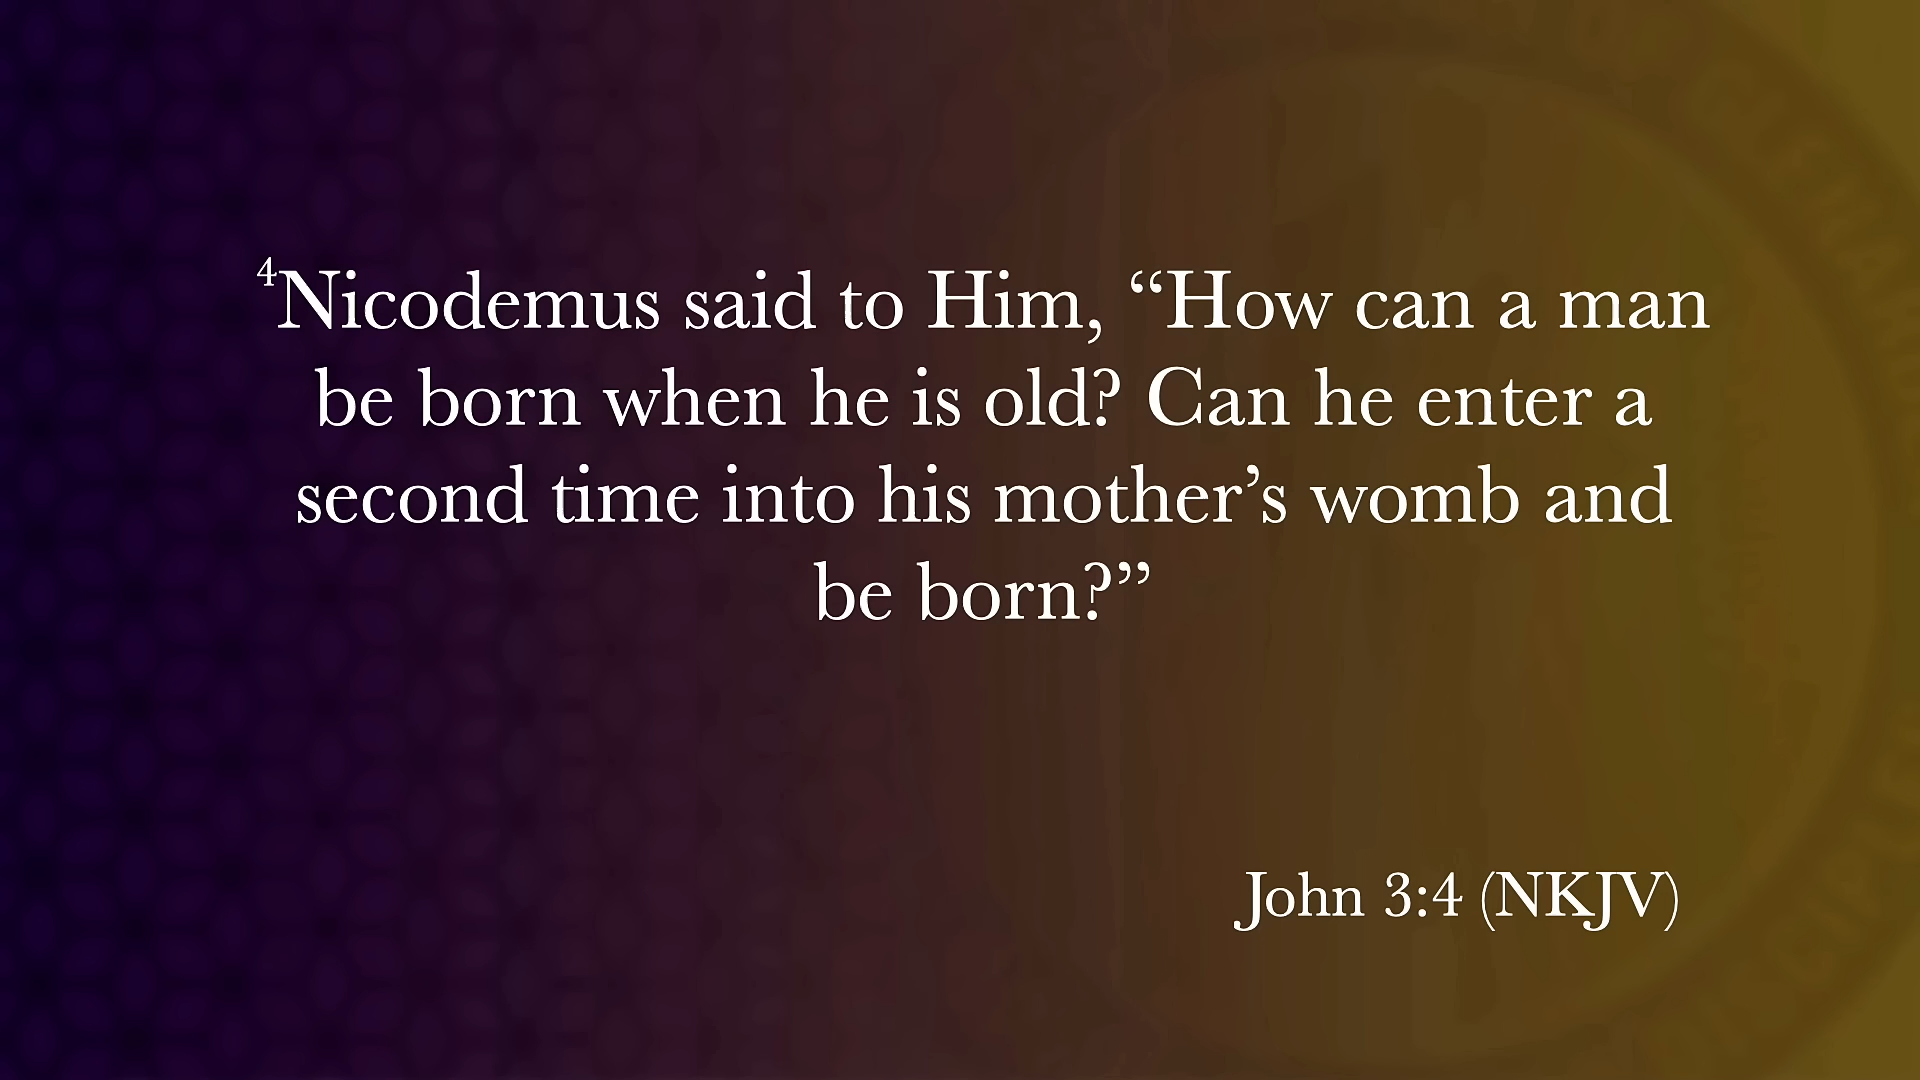 ⁴Nicodemus said to Him, “How can a man
be born when he is old? Can he enter a
second time into his mother’s womb and
be born?”
John 3:4 (NKJV)